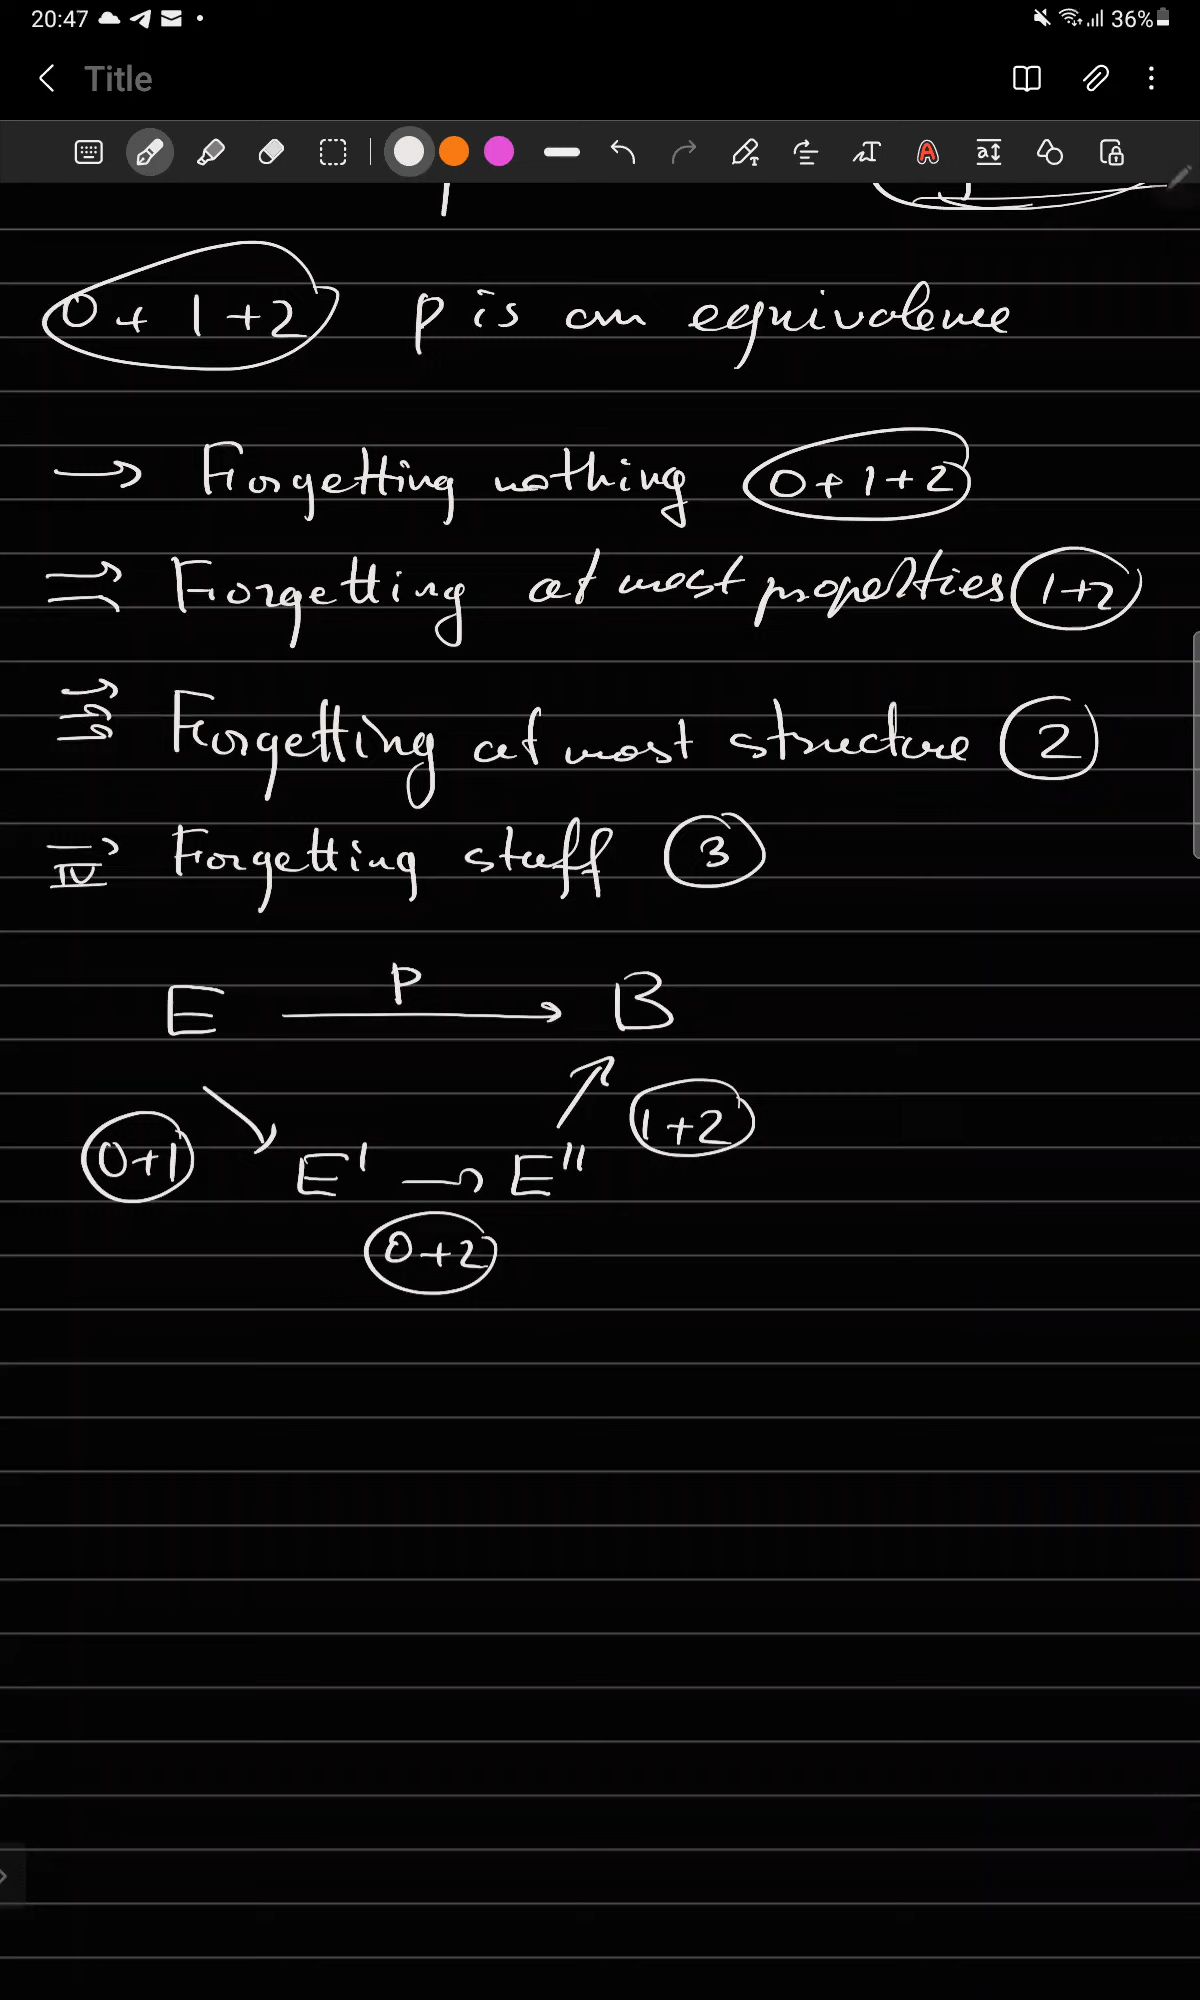 20:47 36%
Title
0 + 1 + 2 p is an equivalence
→ Forgetting nothing 0 + 1 + 2
Forgetting at most properties 1+2
Forgetting at most structure 2
IV Forgetting stuff 3
E P → B
0+1 E' → E'' 1+2
0+2